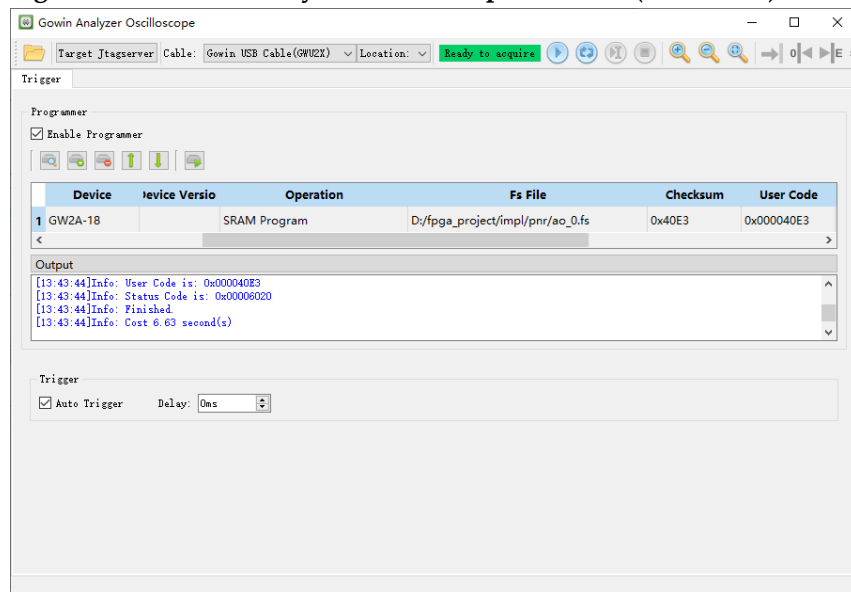 Gowin Analyzer Oscilloscope
Target Jtagserver Cable: Gowin USB Cable(GWU2X) Location: Ready to acquire 0 E
Trigger
Programmer
Enable Programmer
Device evice Versio Operation Fs File Checksum User Code
1 GW2A-18 SRAM Program D:/fpga_project/impl/pnr/ao_0.fs 0x40E3 0x000040E3
Output
[13:43:44]Info: User Code is: 0x000040E3
[13:43:44]Info: Status Code is: 0x00006020
[13:43:44]Info: Finished.
[13:43:44]Info: Cost 6.63 second(s)
Trigger
Auto Trigger Delay: 0ms